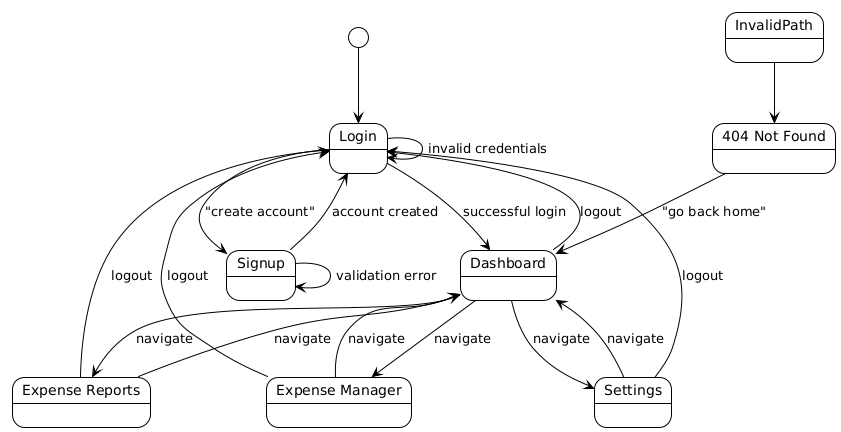 InvalidPath
Login
404 Not Found
invalid credentials
"create account"
account created
successful login
logout
"go back home"
Signup
Dashboard
logout
logout
validation error
logout
navigate
navigate
navigate
navigate
navigate
navigate
Expense Reports
Expense Manager
Settings